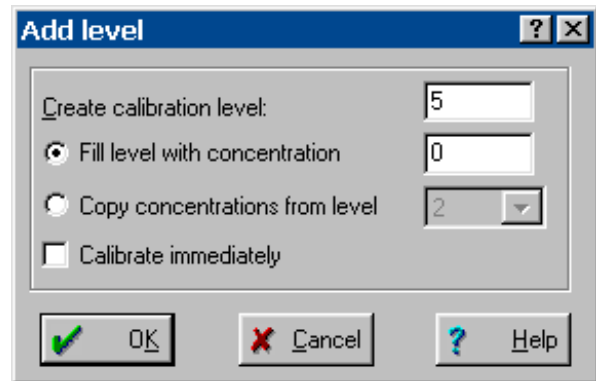 Add level
Create calibration level: 5
Fill level with concentration 0
Copy concentrations from level 2
Calibrate immediately
OK Cancel ? Help